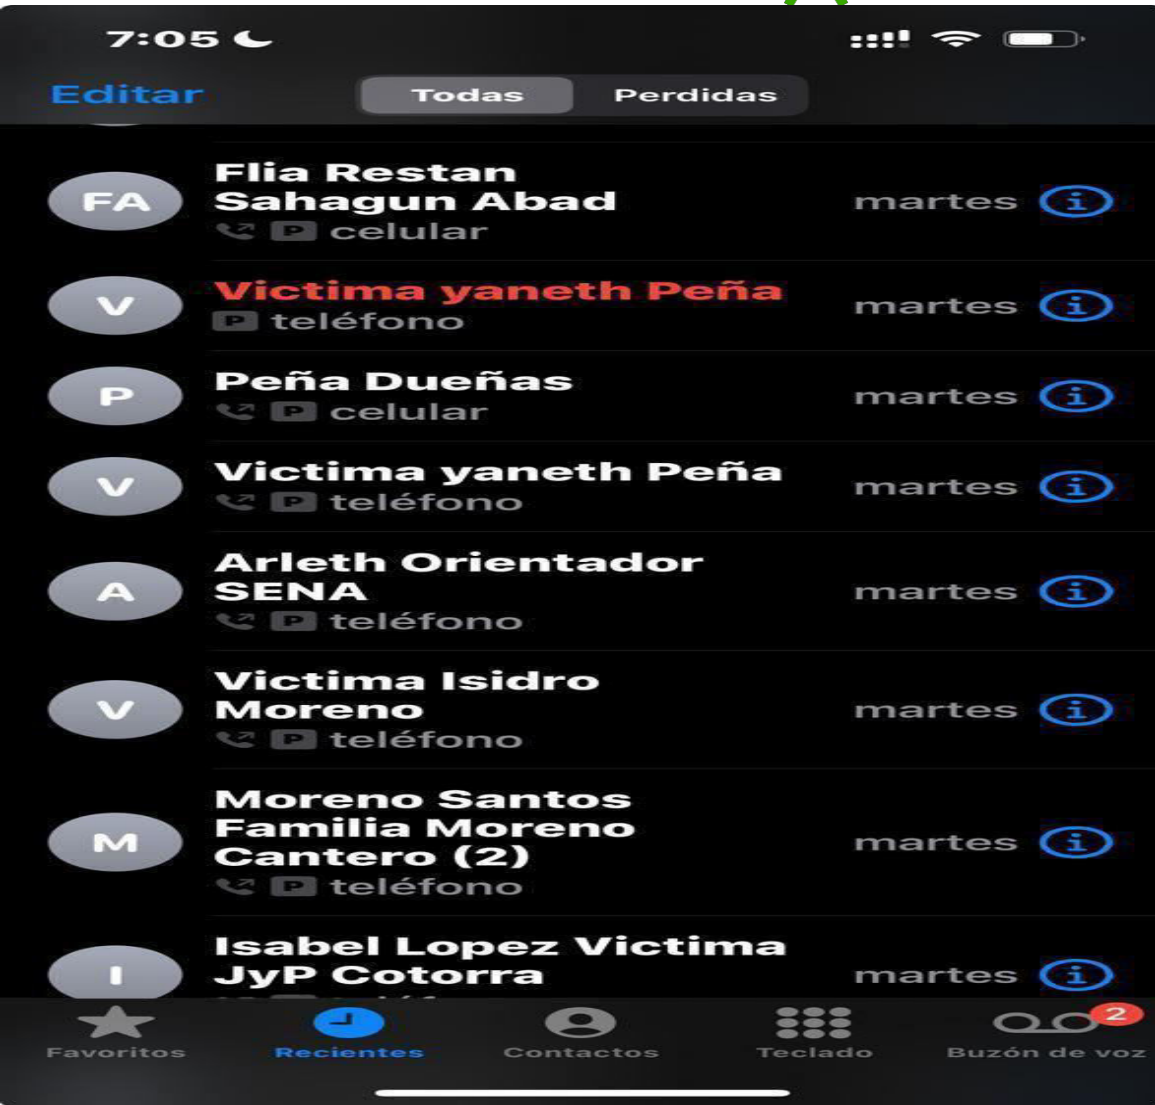 7:05
Editar Todas Perdidas
FA
Flia Restan
Sahagun Abad
P celular
martes i
V
Victima yaneth Peña
P teléfono
martes i
P
Peña Dueñas
P celular
martes i
V
Victima yaneth Peña
P teléfono
martes i
A
Arleth Orientador
SENA
P teléfono
martes i
V
Victima Isidro
Moreno
P teléfono
martes i
M
Moreno Santos
Familia Moreno
Cantero (2)
P teléfono
martes i
I
Isabel Lopez Victima
JyP Cotorra
martes i
2
Favoritos Recientes Contactos Teclado Buzón de voz